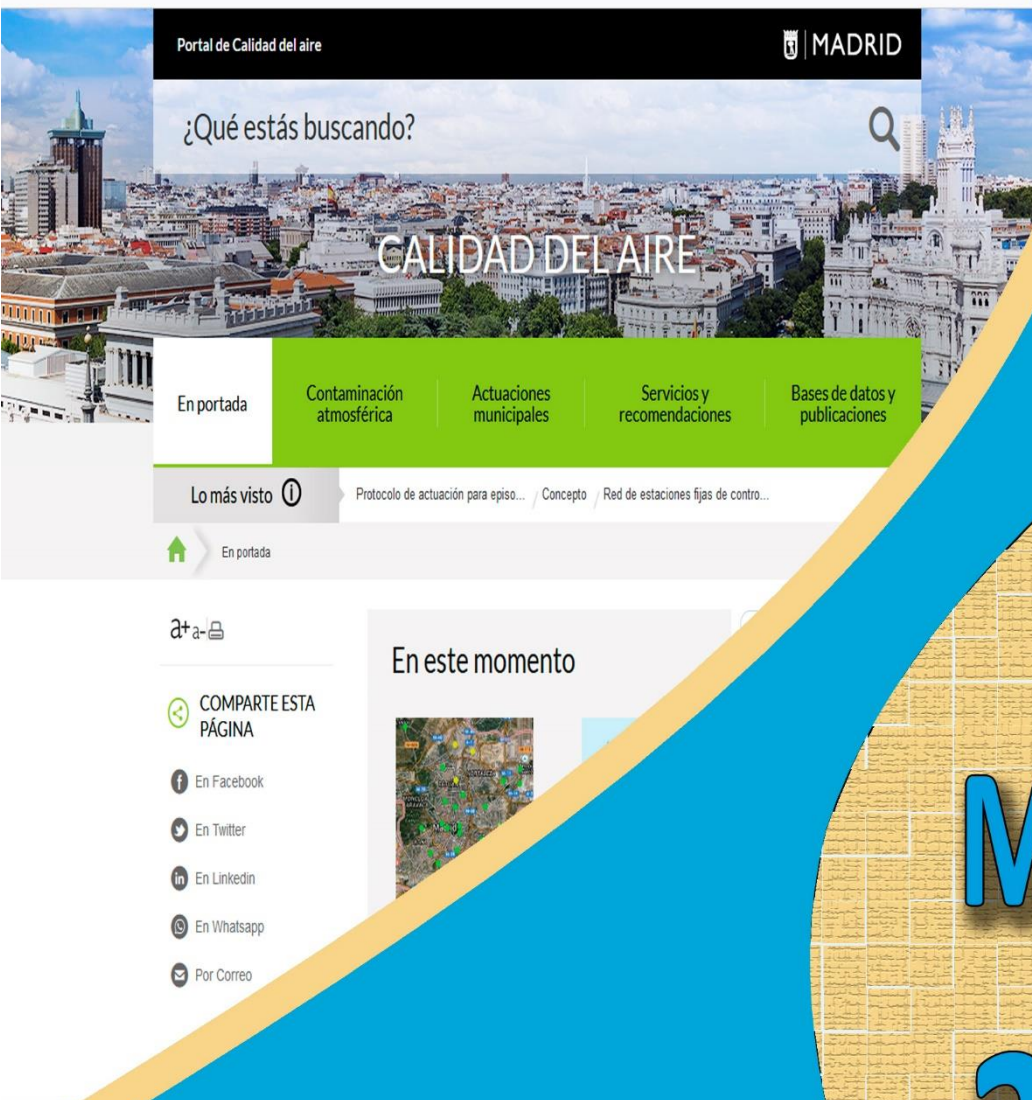 Portal de Calidad del aire
MADRID
¿Qué estás buscando?
CALIDAD DEL AIRE
En portada
Contaminación
atmosférica
Actuaciones
municipales
Servicios y
recomendaciones
Bases de datos y
publicaciones
Lo más visto
Protocolo de actuación para episo... / Concepto / Red de estaciones fijas de contro...
En portada
a+ a-
En este momento
COMPARTE ESTA
PÁGINA
En Facebook
En Twitter
En Linkedin
En Whatsapp
Por Correo
Madrid
M